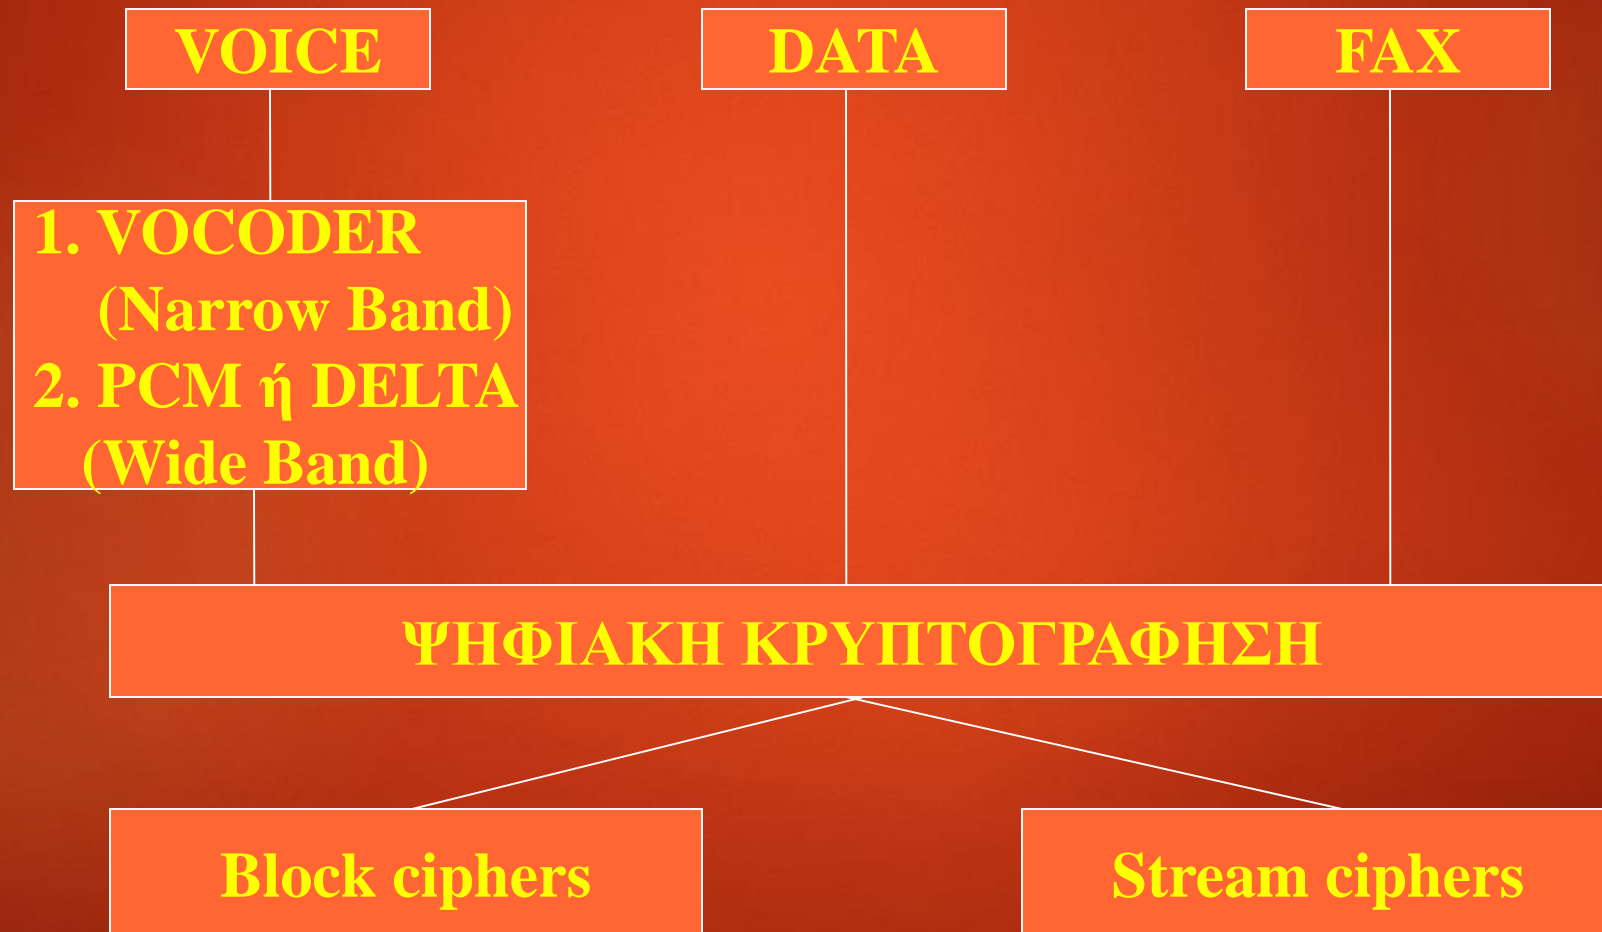 VOICE
DATA
FAX
1. VOCODER
(Narrow Band)
2. PCM ή DELTA
(Wide Band)
ΨΗΦΙΑΚΗ ΚΡΥΠΤΟΓΡΑΦΗΣΗ
Block ciphers
Stream ciphers